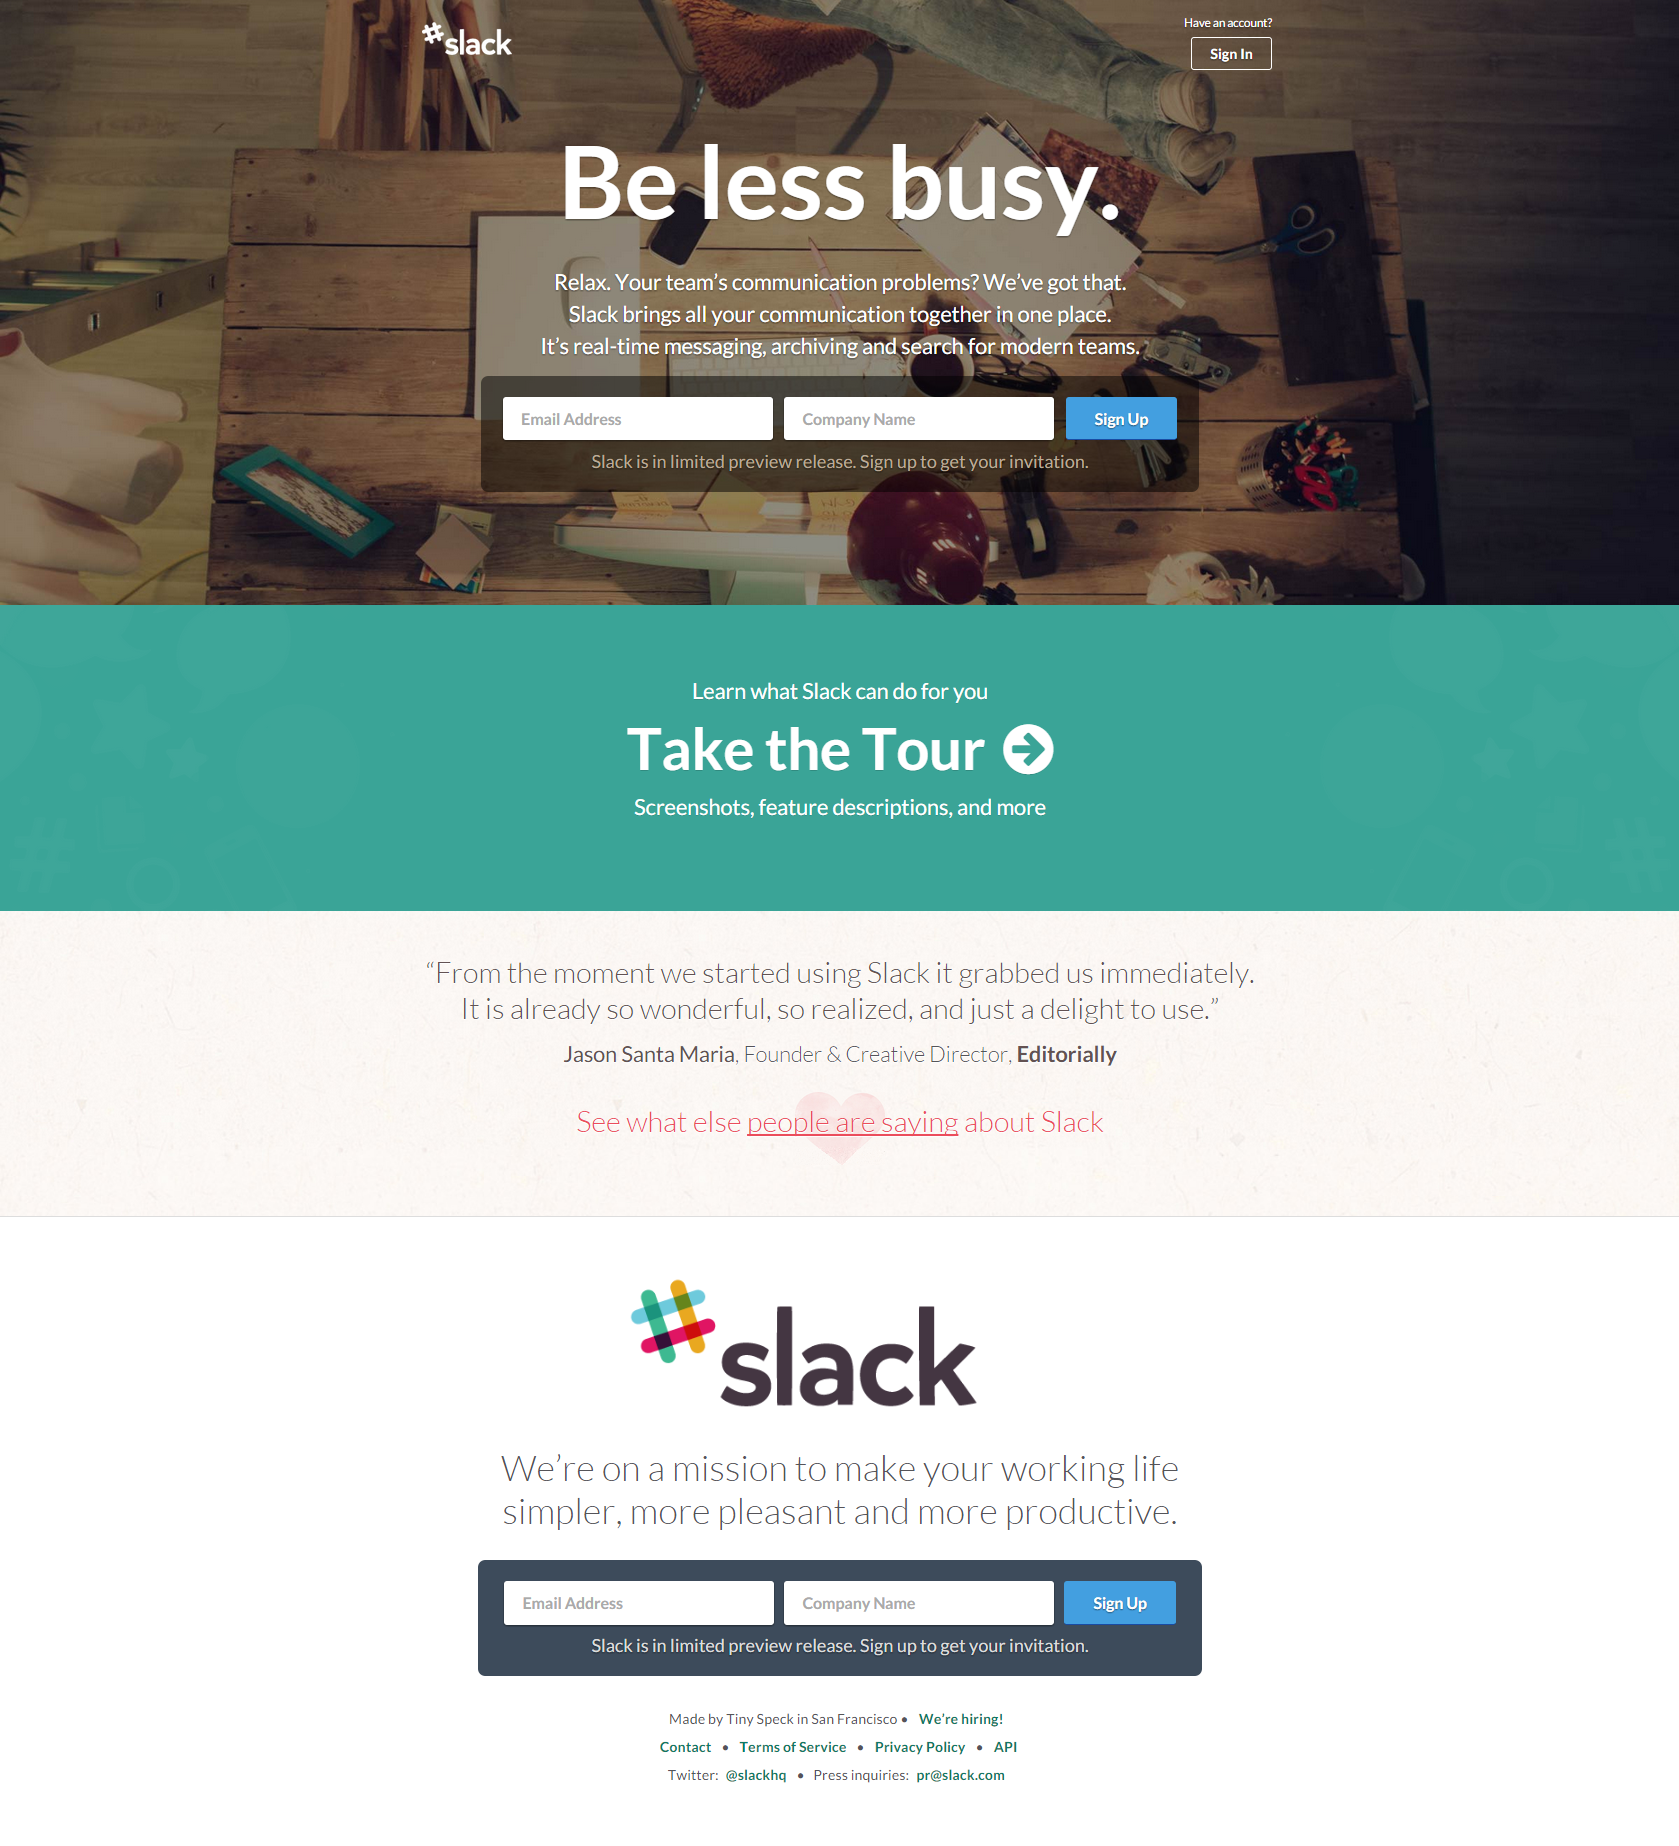 slack
Have an account?
Sign In
Be less busy.
Relax. Your team’s communication problems? We’ve got that.
Slack brings all your communication together in one place.
It’s real-time messaging, archiving and search for modern teams.
Email Address Company Name Sign Up
Slack is in limited preview release. Sign up to get your invitation.
Learn what Slack can do for you
Take the Tour
Screenshots, feature descriptions, and more
“From the moment we started using Slack it grabbed us immediately.
It is already so wonderful, so realized, and just a delight to use.”
Jason Santa Maria, Founder & Creative Director, Editorially
See what else people are saying about Slack
slack
We’re on a mission to make your working life
simpler, more pleasant and more productive.
Email Address Company Name Sign Up
Slack is in limited preview release. Sign up to get your invitation.
Made by Tiny Speck in San Francisco • We’re hiring!
Contact • Terms of Service • Privacy Policy • API
Twitter: @slackhq • Press inquiries: pr@slack.com